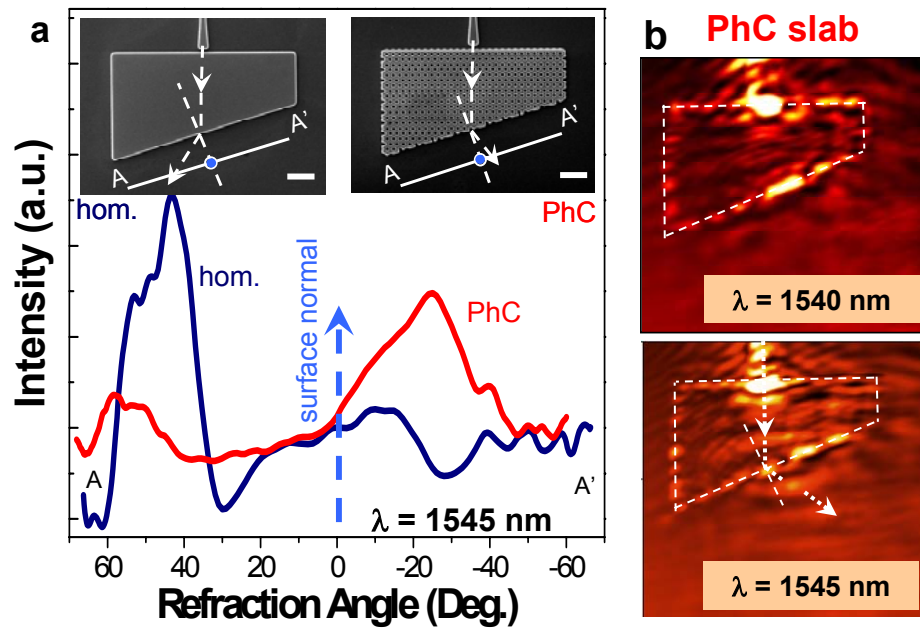 a
A
A'
A
A'
hom.
PhC
hom.
PhC
surface normal
A
A'
λ = 1545 nm
60 40 20 0 -20 -40 -60
Refraction Angle (Deg.)
Intensity (a.u.)
b PhC slab
λ = 1540 nm
λ = 1545 nm